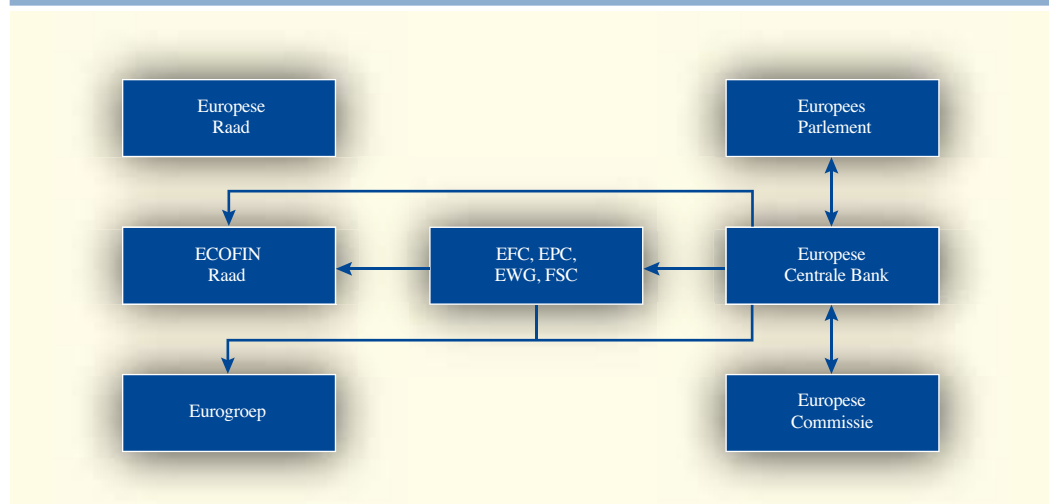 Europese
Raad
Europees
Parlement
ECOFIN
Raad
EFC, EPC,
EWG, FSC
Europese
Centrale Bank
Eurogroep
Europese
Commissie